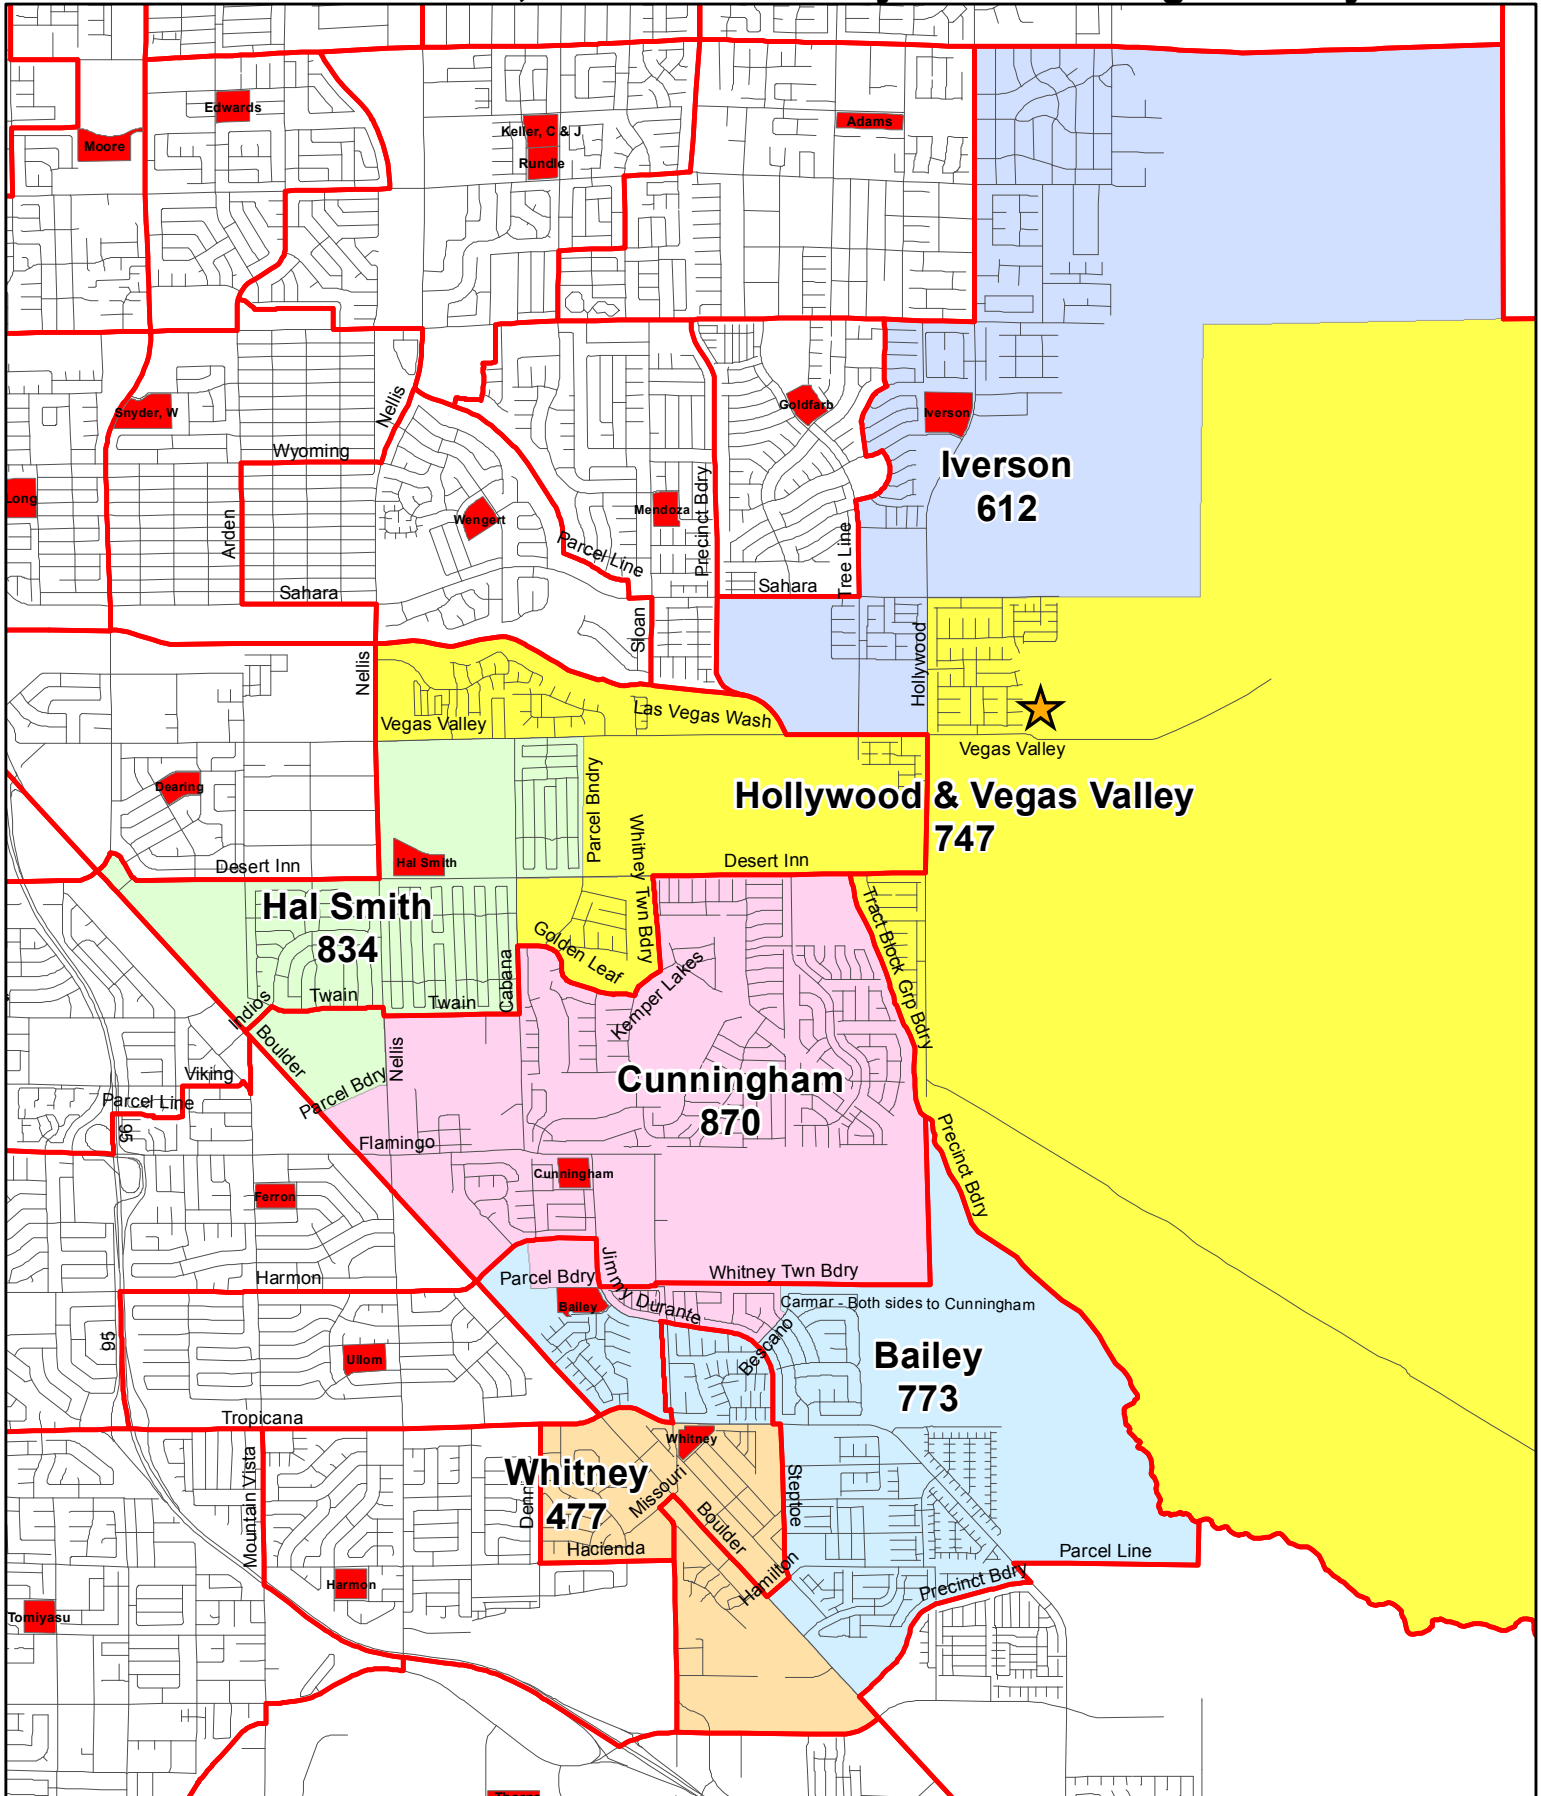 Edwards
Moore
Keller, C & J
Rundle
Adams
Snyder, W
Nellis
Goldfarb
Iverson
Wyoming
Iverson
612
Long
Arden
Wengert
Mendoza
Precinct Bdry
Parcel Line
Tree Line
Sahara
Sahara
Sloan
Nellis
Hollywood
Vegas Valley
Las Vegas Wash
Vegas Valley
Dearing
Parcel Bndry
Hollywood & Vegas Valley
747
Hal Smith
Whitney Twn Bdry
Desert Inn
Desert Inn
Hal Smith
834
Golden Leaf
Tract Block Grp Bdry
Cabana
Kemper Lakes
Twain
Twain
Indios
Boulder
Nellis
Viking
Parcel Line
Parcel Bdry
Cunningham
870
95
Flamingo
Precinct Bdry
Cunningham
Ferron
Harmon
Parcel Bdry
Jimmy Durante
Whitney Twn Bdry
Bailey
Carmar - Both sides to Cunningham
95
Ullom
Bescano
Bailey
773
Tropicana
Whitney
Mountain Vista
Whitney
477
Missouri
Boulder
Steptoe
Hacienda
Hamilton
Parcel Line
Precinct Bdry
Harmon
Tomiyasu